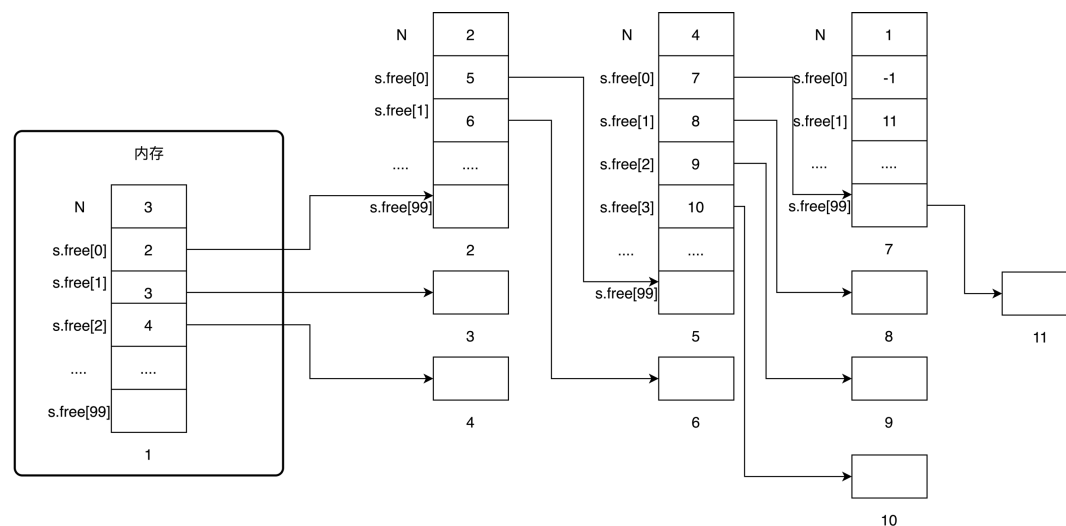 内存
N 3
s.free[0] 2
s.free[1] 3
s.free[2] 4
.... ....
s.free[99]
1
N 2
s.free[0] 5
s.free[1] 6
.... ....
s.free[99]
2
3
4
N 4
s.free[0] 7
s.free[1] 8
s.free[2] 9
s.free[3] 10
.... ....
s.free[99]
5
6
N 1
s.free[0] -1
s.free[1] 11
.... ....
s.free[99]
7
8
9
10
11